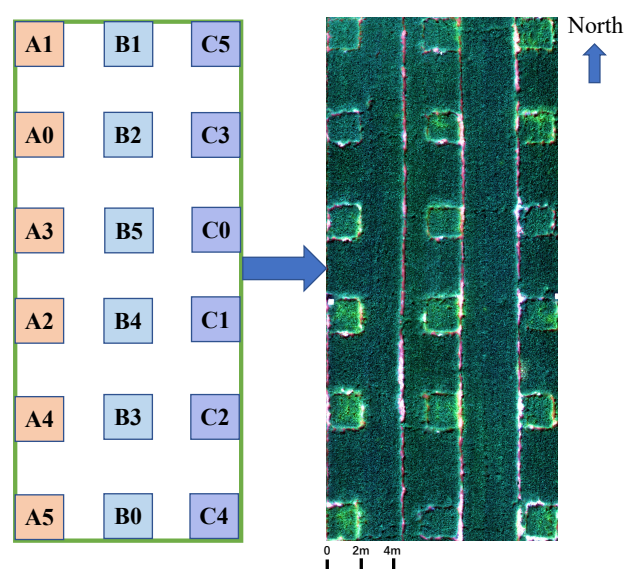 North
A1 B1 C5
A0 B2 C3
A3 B5 C0
A2 B4 C1
A4 B3 C2
A5 B0 C4
0 2m 4m